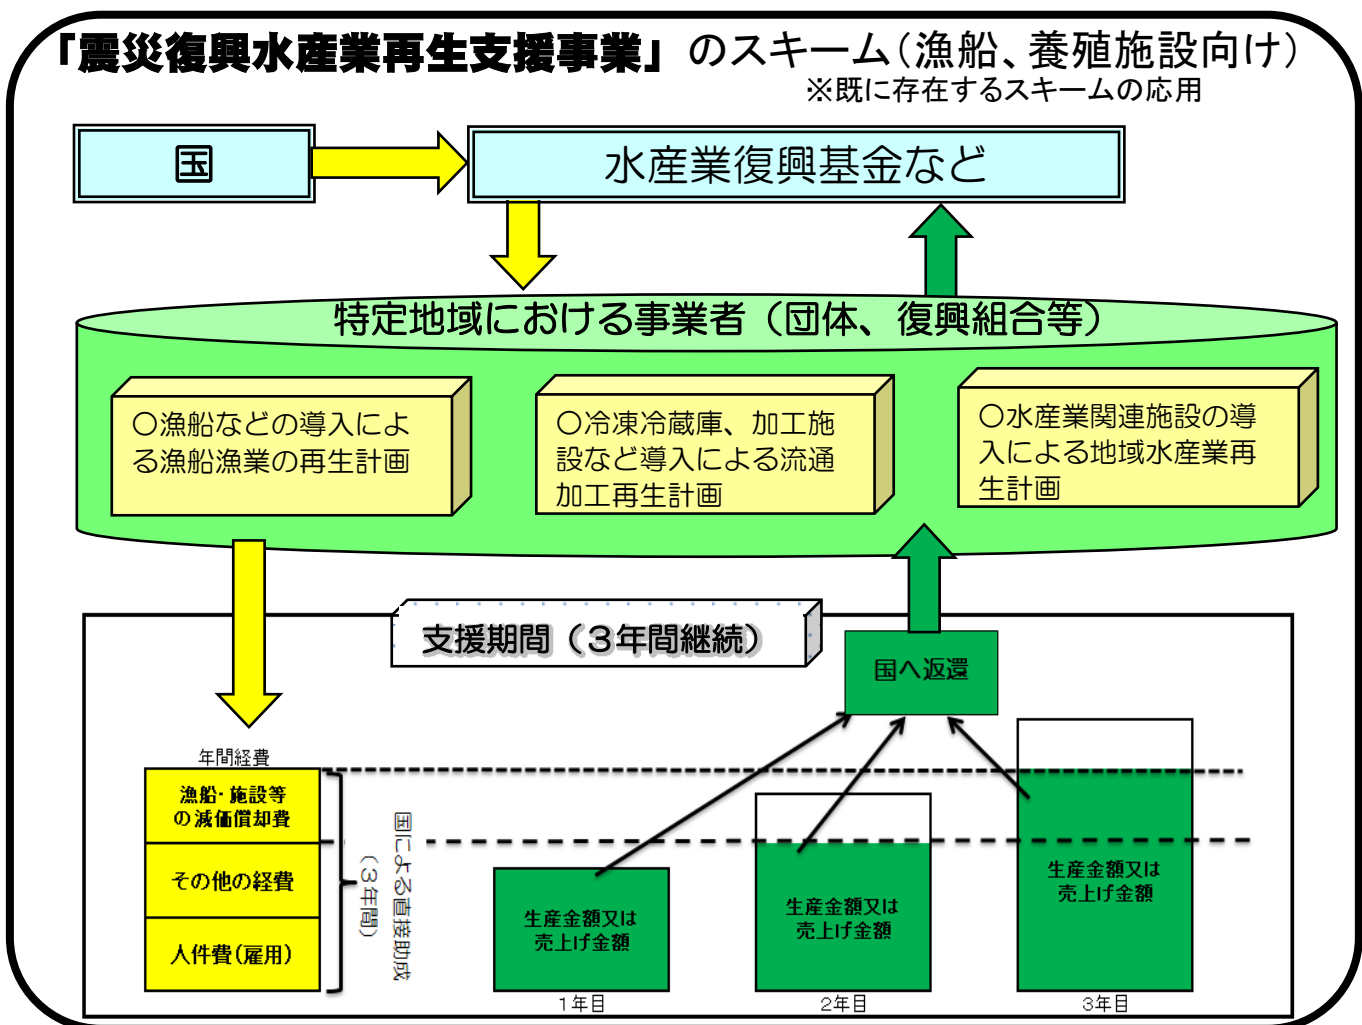 「震災復興水産業再生支援事業」のスキーム（漁船、養殖施設向け）
※既に存在するスキームの応用
国
水産業復興基金など
特定地域における事業者（団体、復興組合等）
〇漁船などの導入によ
る漁船漁業の再生計画
〇冷凍冷蔵庫、加工施
設など導入による流通
加工再生計画
〇水産業関連施設の導
入による地域水産業再
生計画
支援期間（３年間継続）
国へ返還
年間経費
漁船・施設等
の減価償却費
その他の経費
人件費（雇用）
国による直接助成
（３年間）
生産金額又は
売上げ金額
1年目
生産金額又は
売上げ金額
2年目
生産金額又は
売上げ金額
3年目